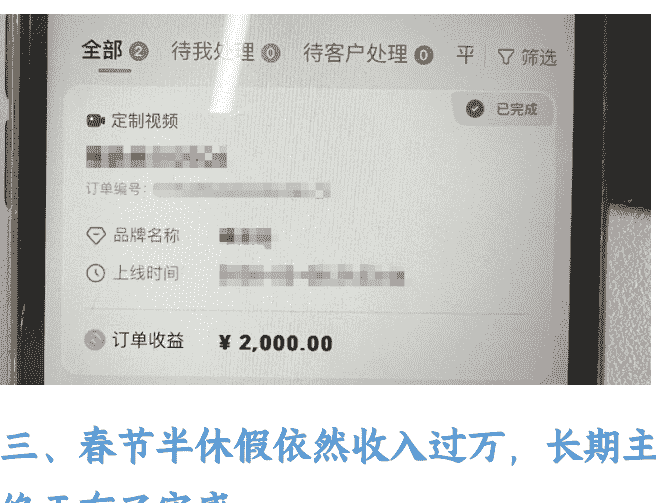 全部 2 待我处理 0 待客户处理 0 平 筛选
已完成
定制视频
订单编号:
品牌名称
上线时间
订单收益 ¥ 2,000.00
三、春节半休假依然收入过万，长期主